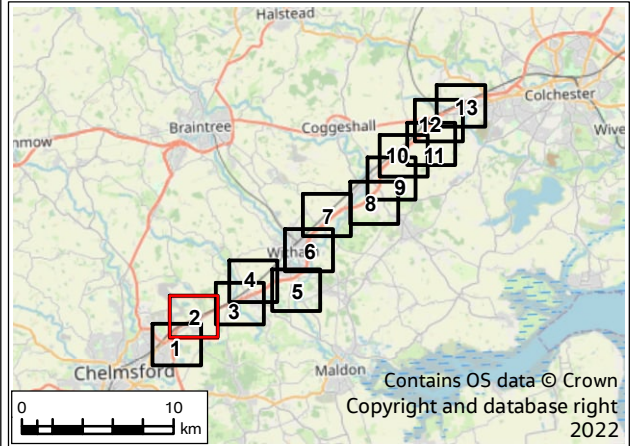 Halstead
Colchester
13
12
Braintree
Coggeshall
nmow
Wive
10
11
9
8
7
Witham
6
4
5
3
2
1
Chelmsford
Maldon
Contains OS data © Crown
Copyright and database right
2022
0 10
km